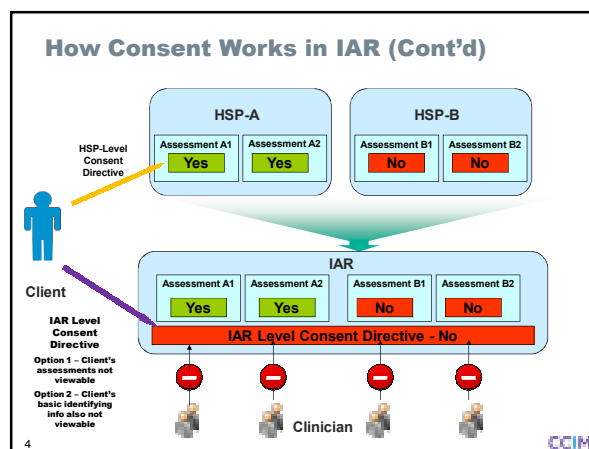 How Consent Works in IAR (Cont'd)
HSP-A
HSP-B
HSP-Level
Consent
Directive
Assessment A1
Yes
Assessment A2
Yes
Assessment B1
No
Assessment B2
No
IAR
Assessment A1
Yes
Assessment A2
Yes
Assessment B1
No
Assessment B2
No
Client
IAR Level
Consent
Directive
IAR Level Consent Directive - No
Option 1 – Client's
assessments not
viewable
Option 2 – Client's
basic identifying
info also not
viewable
Clinician
4
CCIM